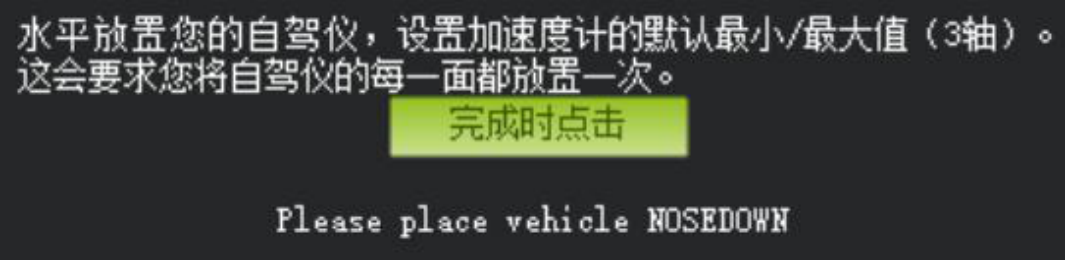 水平放置您的自驾仪，设置加速度计的默认最小/最大值（3轴）。
这会要求您将自驾仪的每一面都放置一次。
完成时点击
Please place vehicle NOSEDOWN